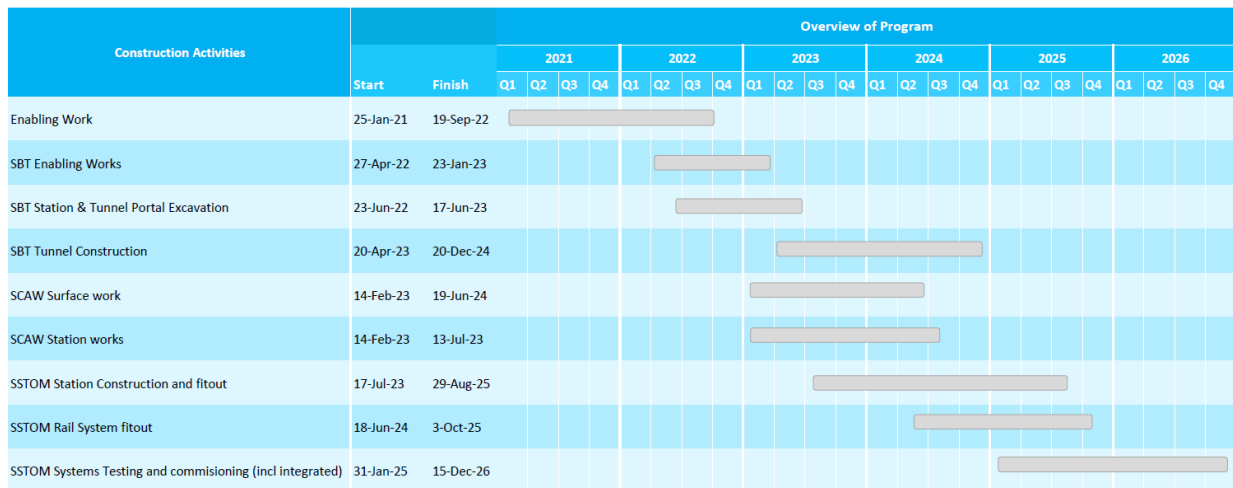 Overview of Program
Construction Activities
2021 2022 2023 2024 2025 2026
Start Finish Q1 Q2 Q3 Q4 Q1 Q2 Q3 Q4 Q1 Q2 Q3 Q4 Q1 Q2 Q3 Q4 Q1 Q2 Q3 Q4 Q1 Q2 Q3 Q4
Enabling Work 25-Jan-21 19-Sep-22
SBT Enabling Works 27-Apr-22 23-Jan-23
SBT Station & Tunnel Portal Excavation 23-Jun-22 17-Jun-23
SBT Tunnel Construction 20-Apr-23 20-Dec-24
SCAW Surface work 14-Feb-23 19-Jun-24
SCAW Station works 14-Feb-23 13-Jul-23
SSTOM Station Construction and fitout 17-Jul-23 29-Aug-25
SSTOM Rail System fitout 18-Jun-24 3-Oct-25
SSTOM Systems Testing and commisioning (incl integrated) 31-Jan-25 15-Dec-26